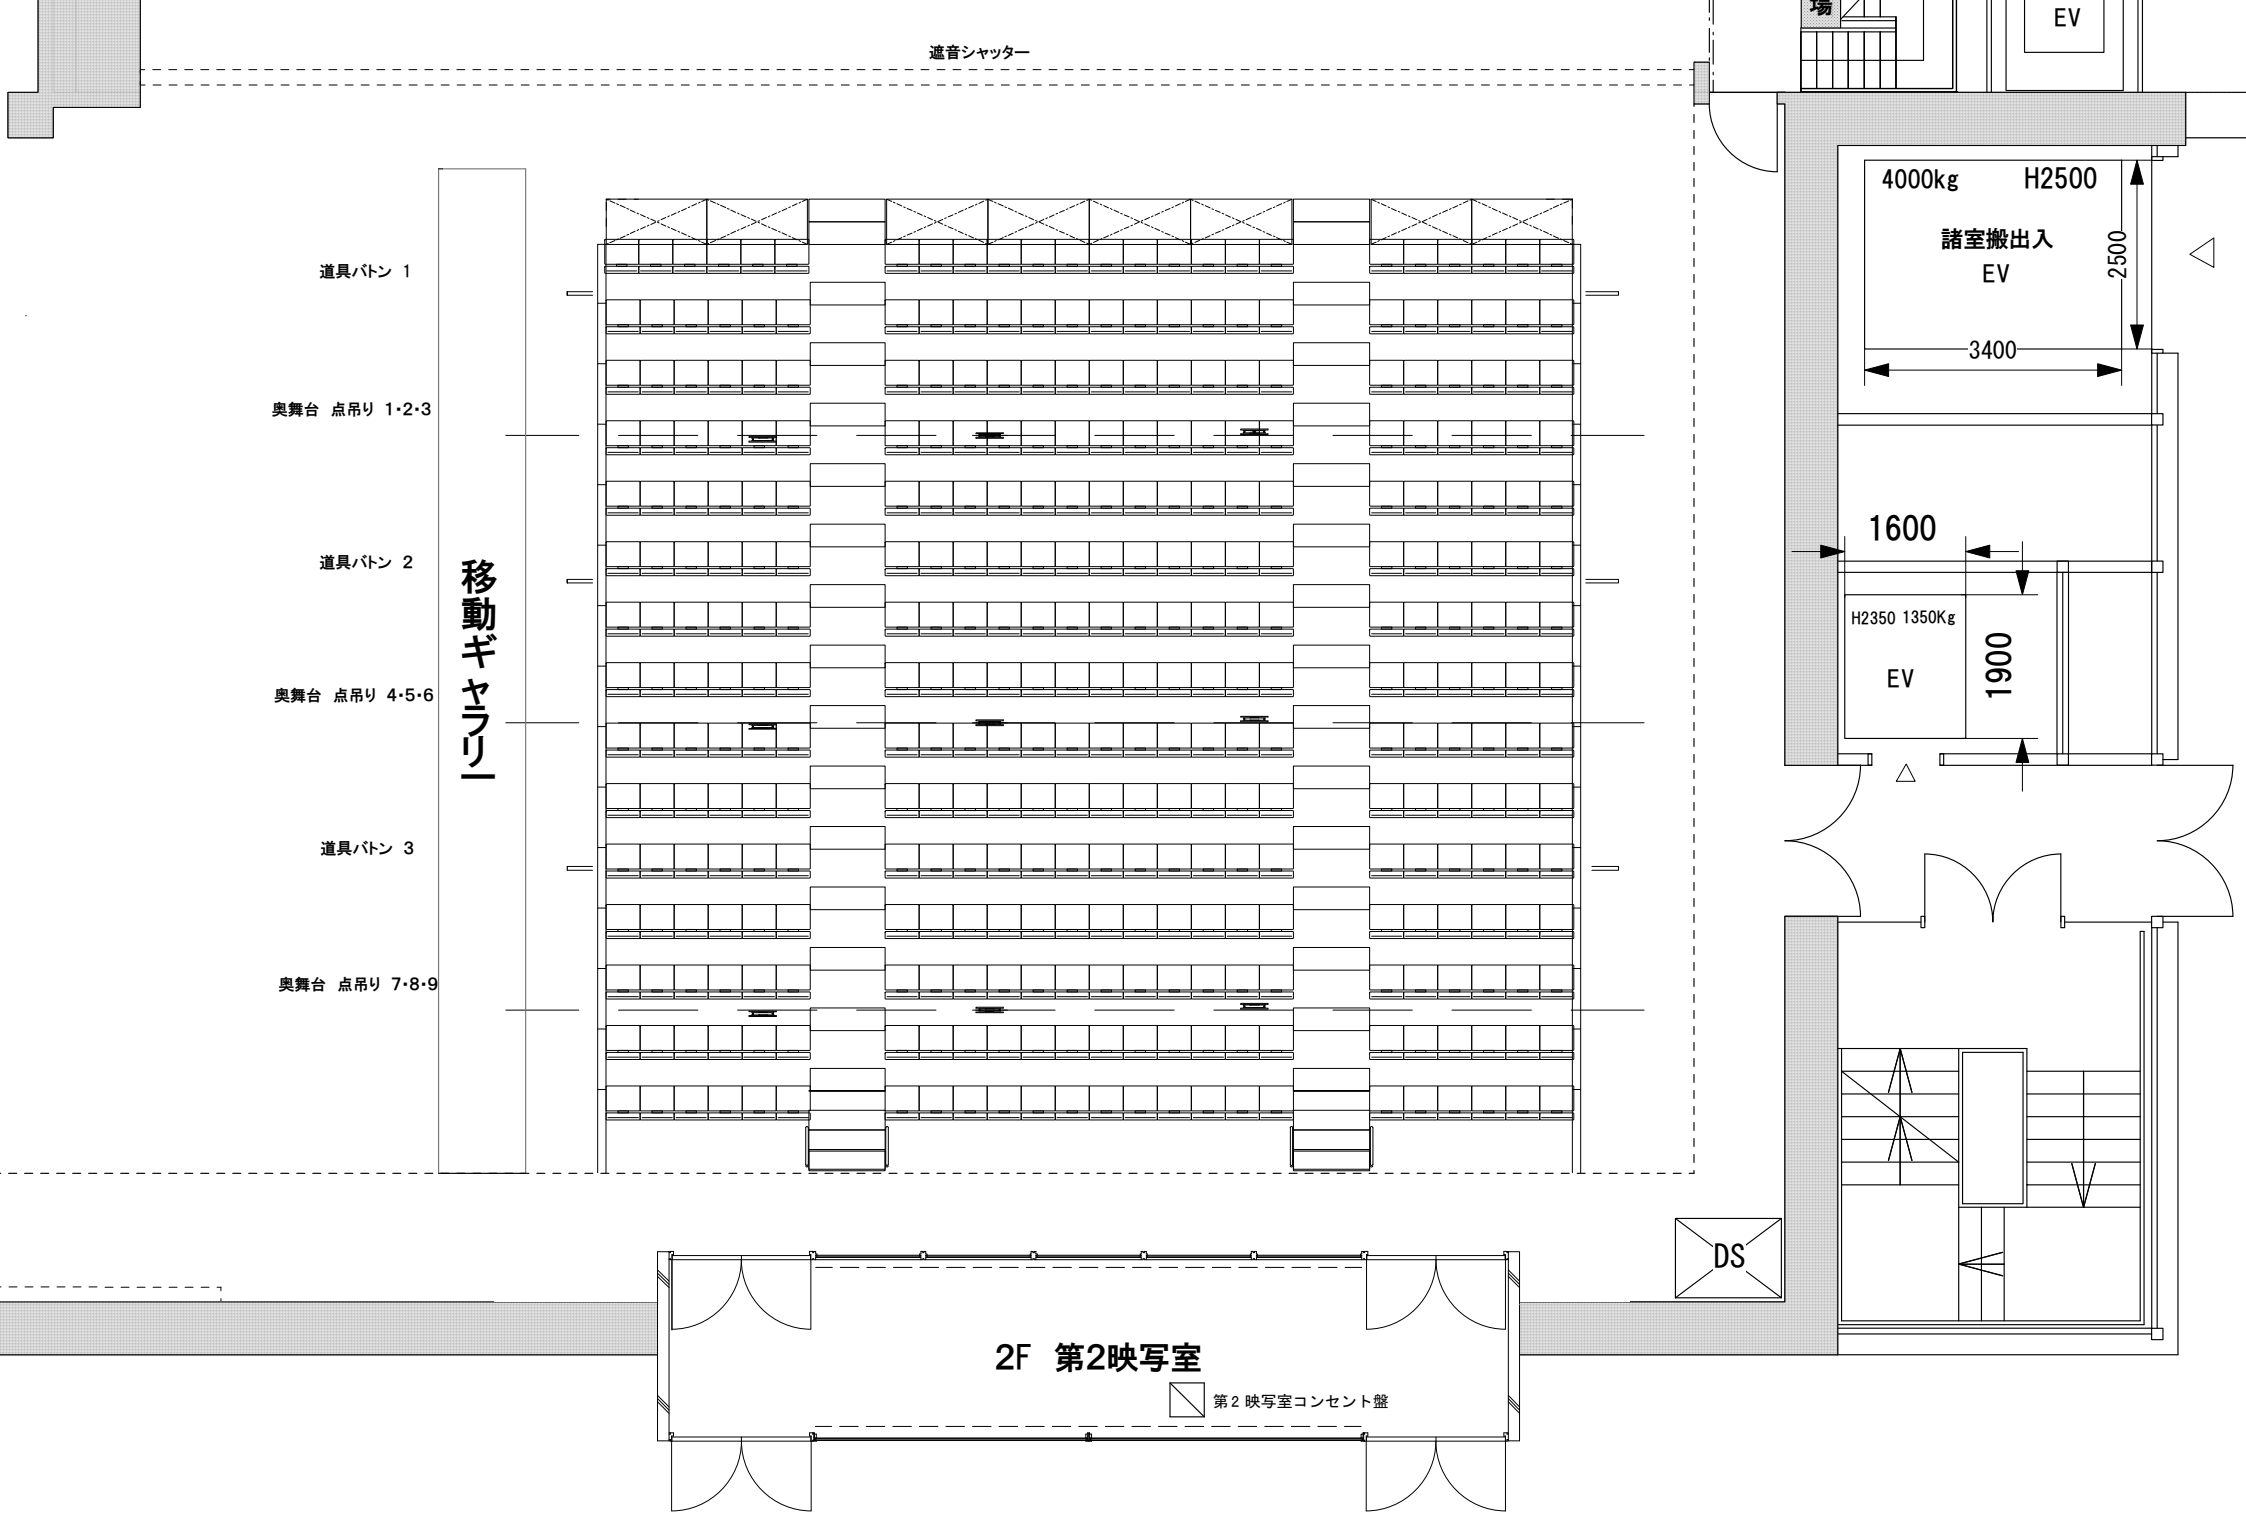 場
EV
遮音シャッター
4000kg H2500
諸室搬出入
EV
2500
3400
道具バトン 1
奥舞台 点吊り 1・2・3
道具バトン 2
奥舞台 点吊り 4・5・6
道具バトン 3
奥舞台 点吊り 7・8・9
移動ギャラリー
1600
H2350 1350Kg
EV
1900
DS
2F 第2映写室
第2映写室コンセント盤